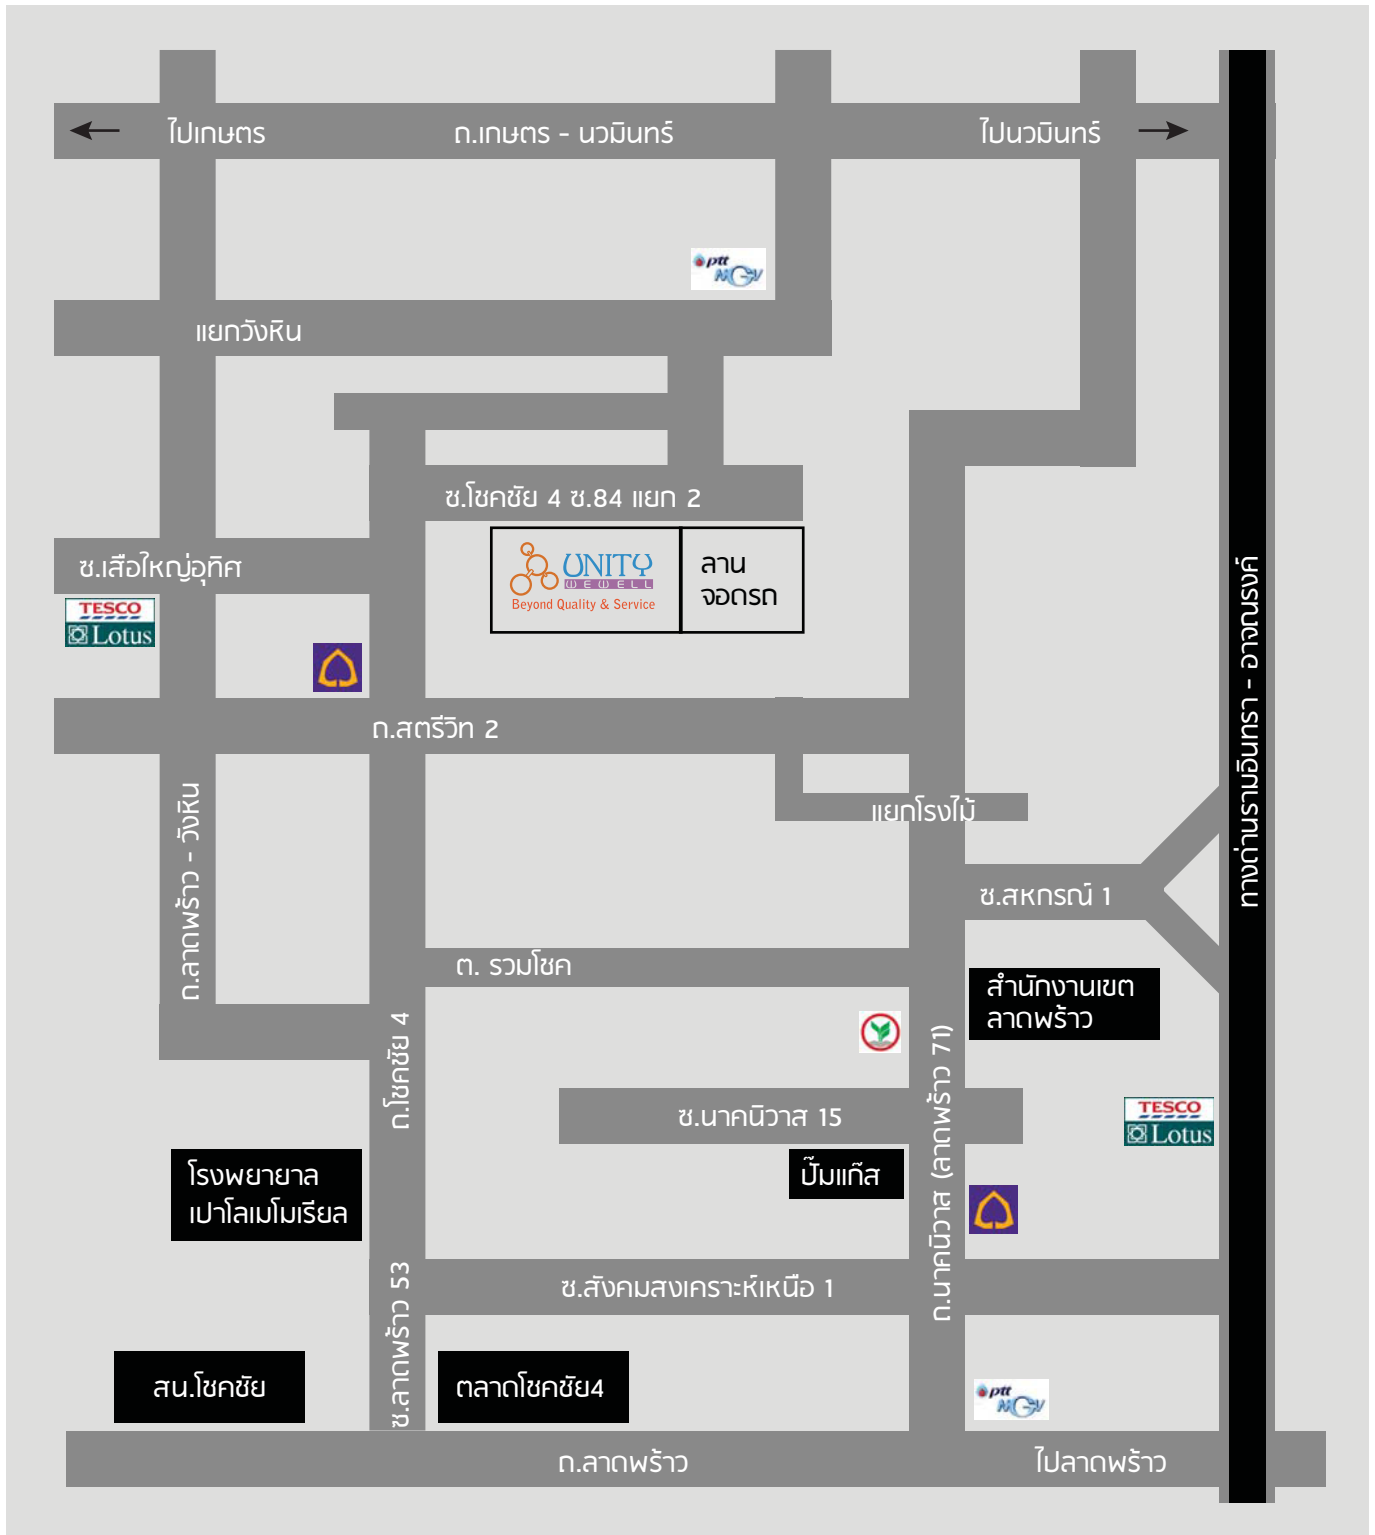 ไปเกษตร
ถ.เกษตร - นวมินทร์
ไปนวมินทร์
ptt
NGV
แยกวังหิน
ซ.โชคชัย 4 ซ.84 แยก 2
UNITY
WEWELL
Beyond Quality & Service
ลาน
จอดรถ
ซ.เสือใหญ่อุทิศ
TESCO
Lotus
ถ.สตรีวิท 2
ทางด่วนรามอินทรา - อาจณรงค์
แยกโรงไม้
ถ.ลาดพร้าว - วังหิน
ซ.สหกรณ์ 1
ต. รวมโชค
สำนักงานเขต
ลาดพร้าว
ถ.โชคชัย 4
ถ.นาคนิวาส (ลาดพร้าว 71)
ซ.นาคนิวาส 15
TESCO
Lotus
โรงพยายาล
เปาโลเมโมเรียล
ปั๊มแก๊ส
ซ.สังคมสงเคราะห์เหนือ 1
ซ.ลาดพร้าว 53
สน.โชคชัย
ตลาดโชคชัย4
ptt
NGV
ถ.ลาดพร้าว
ไปลาดพร้าว